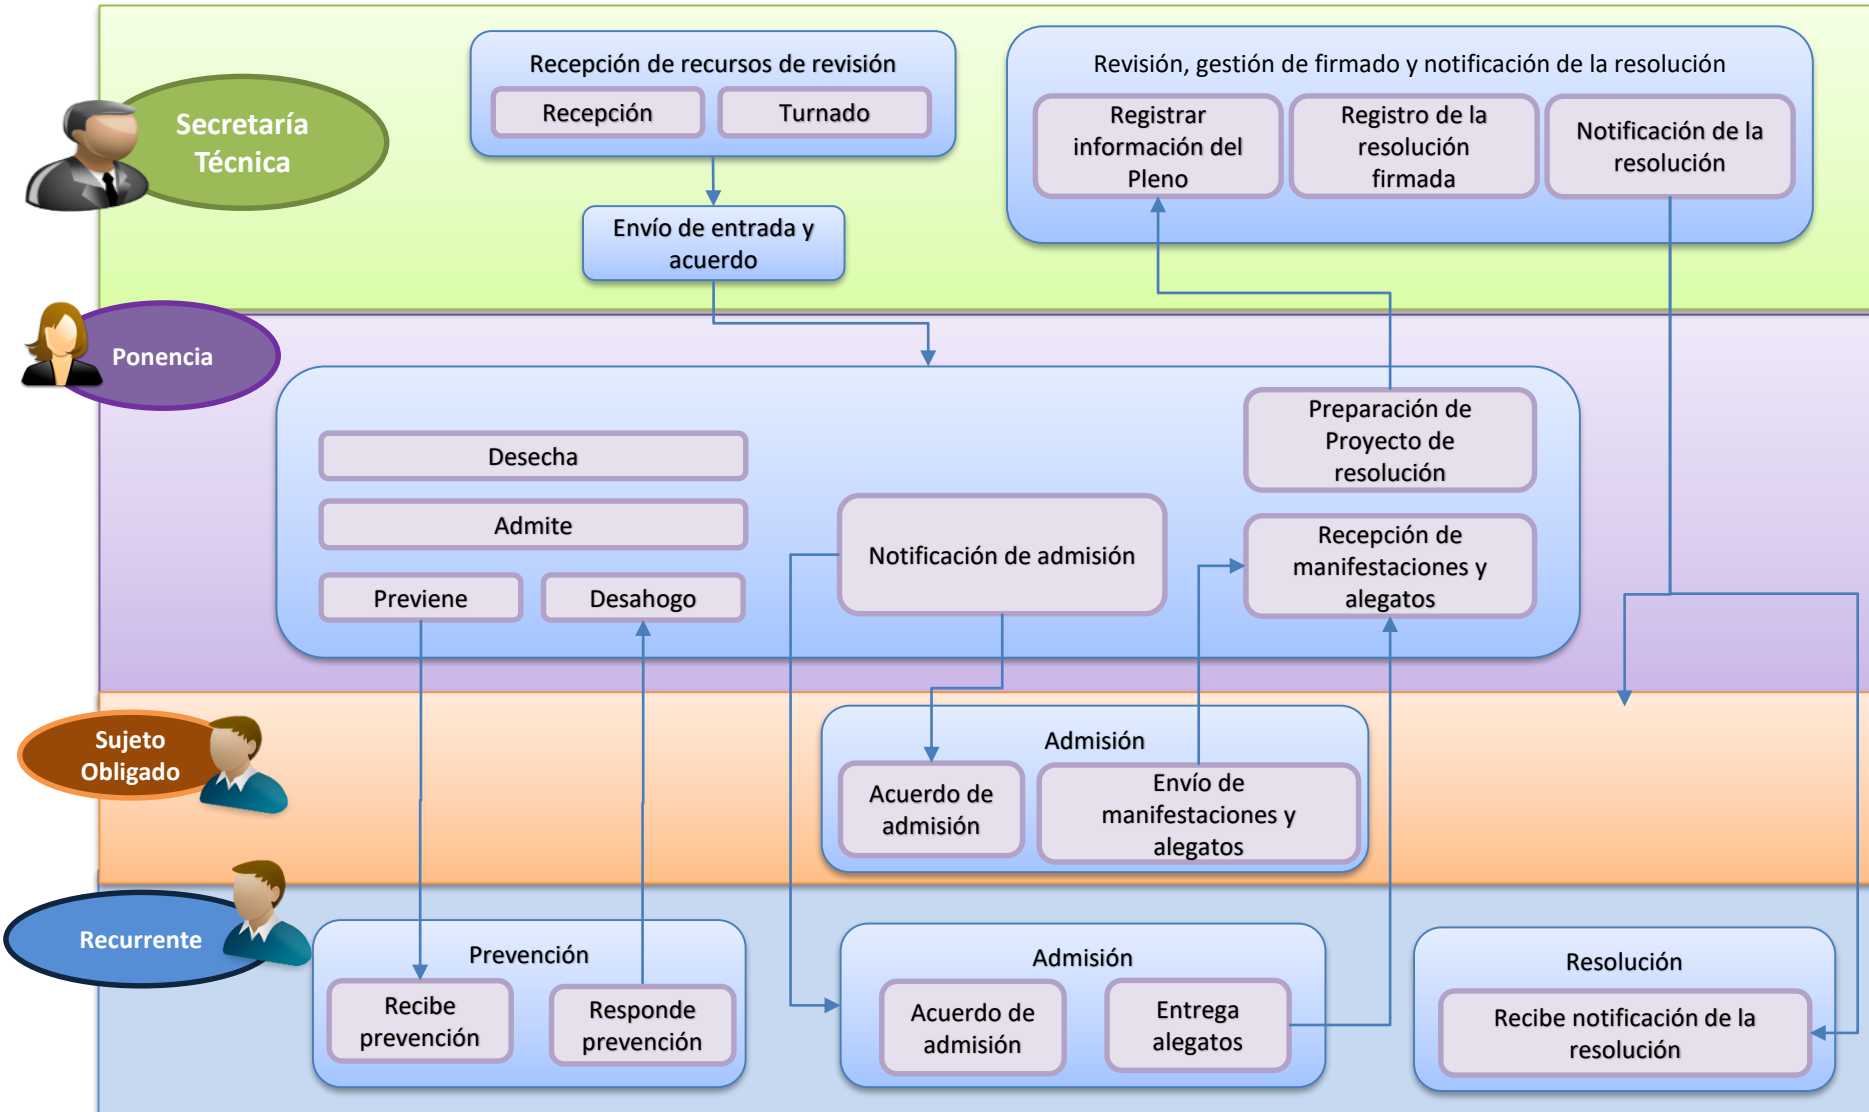 Secretaría
Técnica
Recepción de recursos de revisión
Recepción
Turnado
Envío de entrada y
acuerdo
Revisión, gestión de firmado y notificación de la resolución
Registrar
información del
Pleno
Registro de la
resolución
firmada
Notificación de la
resolución
Ponencia
Desecha
Admite
Previene
Desahogo
Notificación de admisión
Preparación de
Proyecto de
resolución
Recepción de
manifestaciones y
alegatos
Sujeto
Obligado
Admisión
Acuerdo de
admisión
Envío de
manifestaciones y
alegatos
Recurrente
Prevención
Recibe
prevención
Responde
prevención
Admisión
Acuerdo de
admisión
Entrega
alegatos
Resolución
Recibe notificación de la
resolución